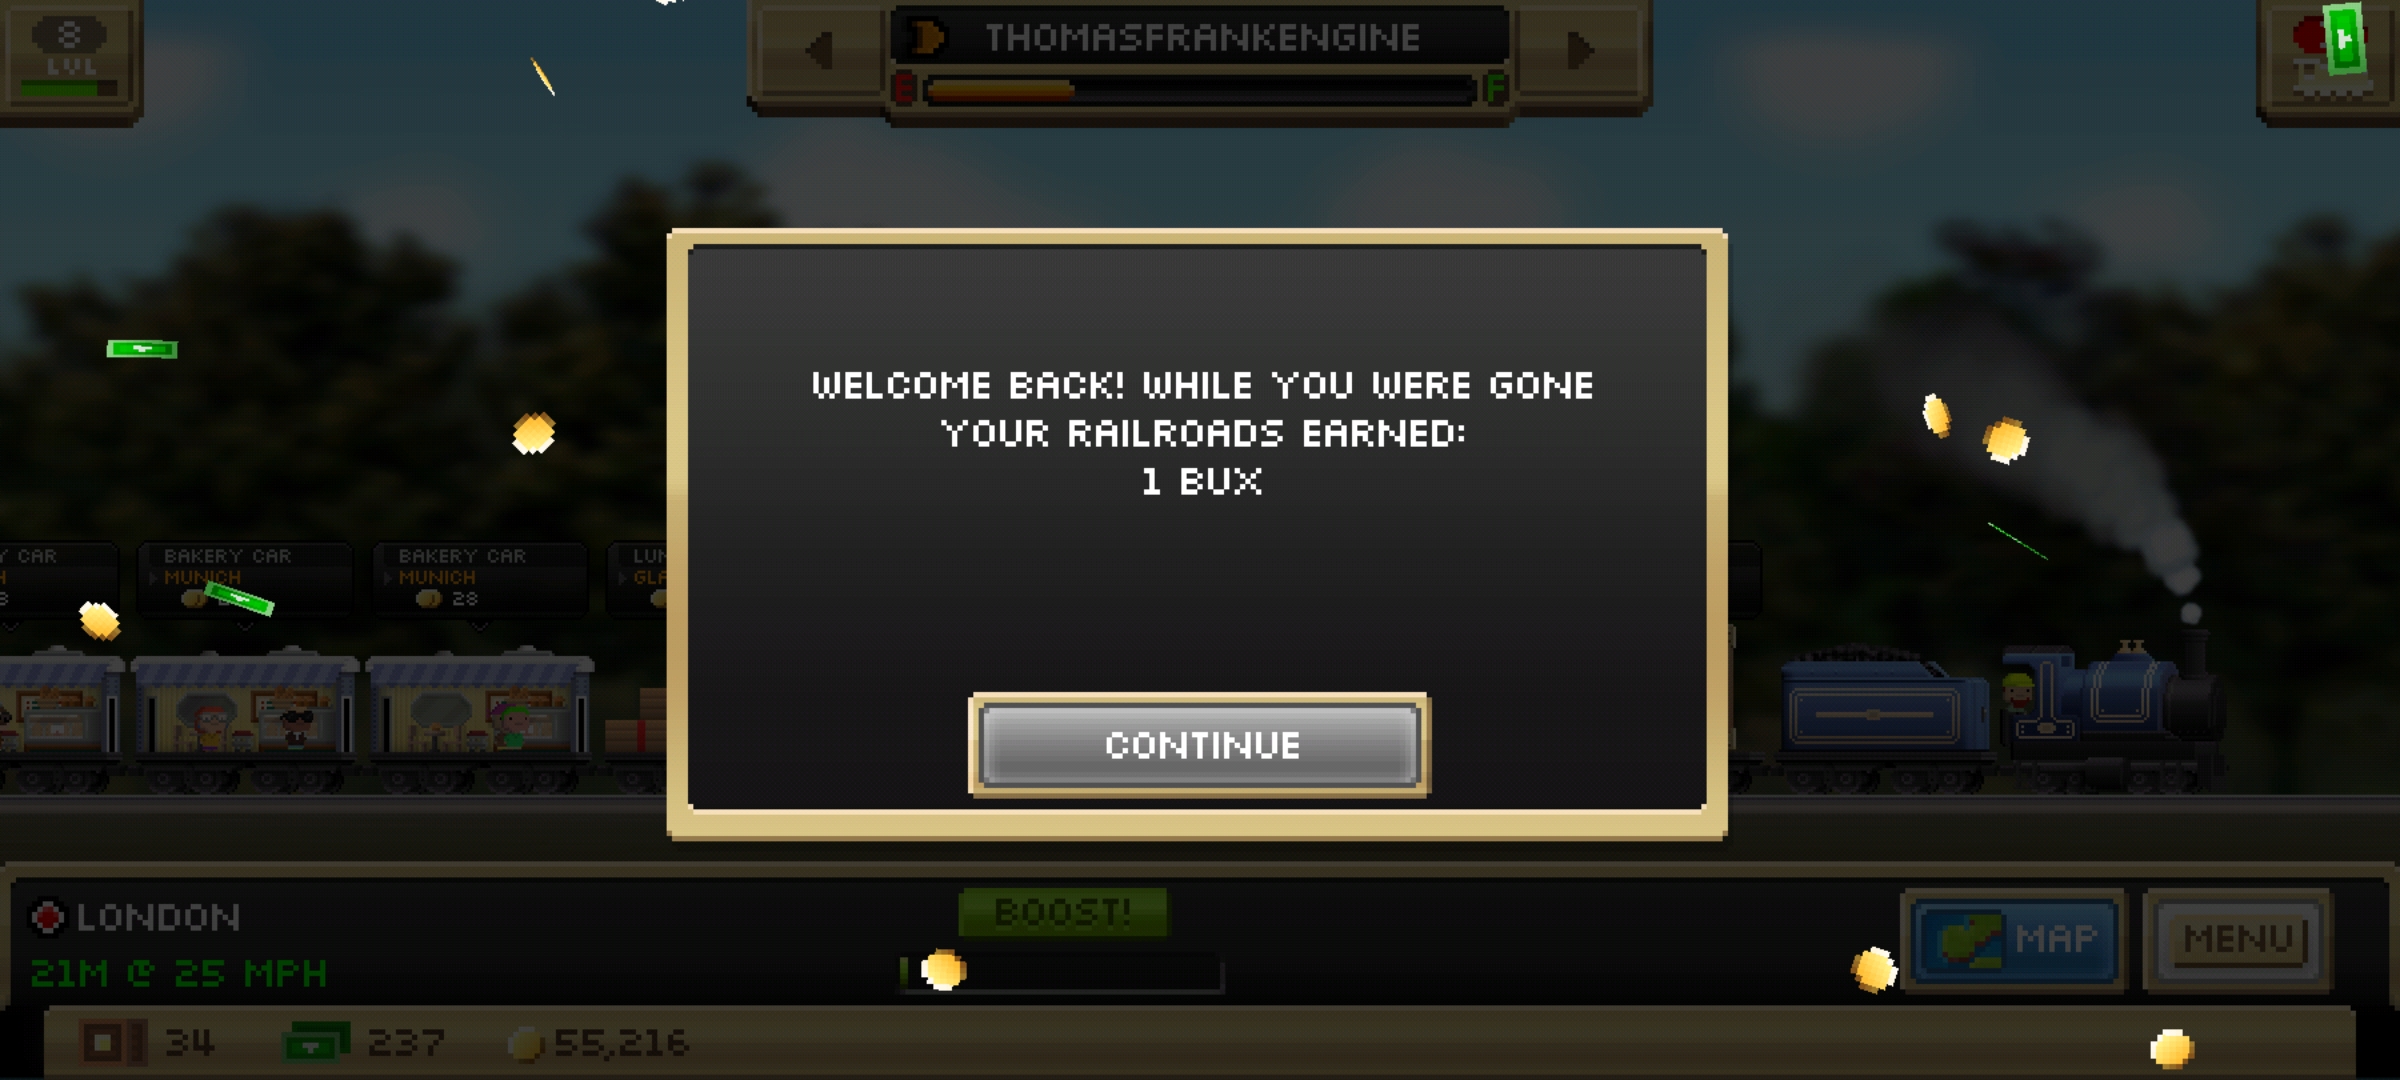 8
LVL
THOMASFRANKENGINE
E
F
WELCOME BACK! WHILE YOU WERE GONE
YOUR RAILROADS EARNED:
1 BUX
CONTINUE
CAR
BAKERY CAR
MUNICH
BAKERY CAR
MUNICH
28
LONDON
21M @ 25 MPH
BOOST!
MAP
MENU
34
237
55,216